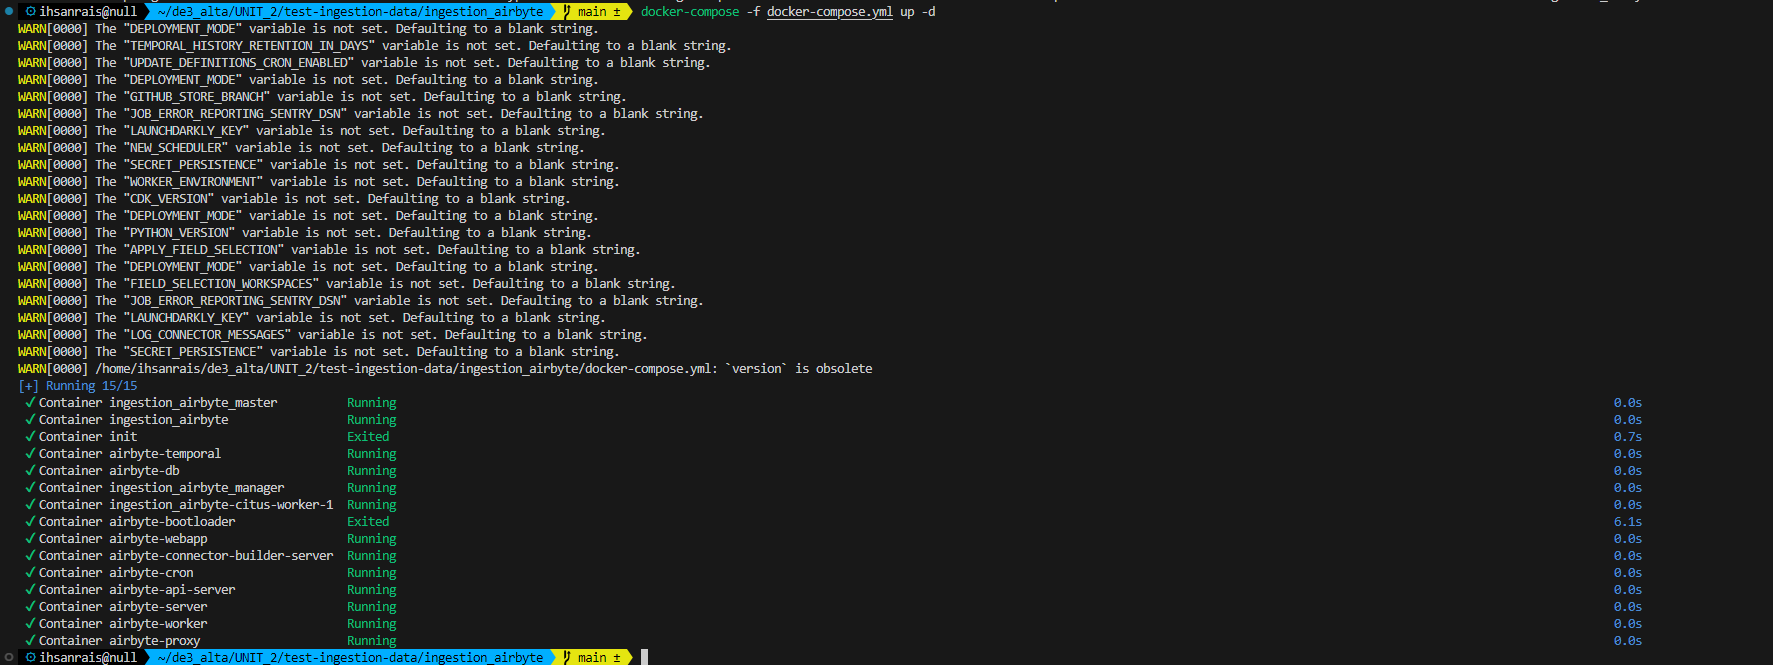 ihsanrais@null ~/de3_alta/UNIT_2/test-ingestion-data/ingestion_airbyte main ± docker-compose -f docker-compose.yml up -d
WARN[0000] The "DEPLOYMENT_MODE" variable is not set. Defaulting to a blank string.
WARN[0000] The "TEMPORAL_HISTORY_RETENTION_IN_DAYS" variable is not set. Defaulting to a blank string.
WARN[0000] The "UPDATE_DEFINITIONS_CRON_ENABLED" variable is not set. Defaulting to a blank string.
WARN[0000] The "DEPLOYMENT_MODE" variable is not set. Defaulting to a blank string.
WARN[0000] The "GITHUB_STORE_BRANCH" variable is not set. Defaulting to a blank string.
WARN[0000] The "JOB_ERROR_REPORTING_SENTRY_DSN" variable is not set. Defaulting to a blank string.
WARN[0000] The "LAUNCHDARKLY_KEY" variable is not set. Defaulting to a blank string.
WARN[0000] The "NEW_SCHEDULER" variable is not set. Defaulting to a blank string.
WARN[0000] The "SECRET_PERSISTENCE" variable is not set. Defaulting to a blank string.
WARN[0000] The "WORKER_ENVIRONMENT" variable is not set. Defaulting to a blank string.
WARN[0000] The "CDK_VERSION" variable is not set. Defaulting to a blank string.
WARN[0000] The "DEPLOYMENT_MODE" variable is not set. Defaulting to a blank string.
WARN[0000] The "PYTHON_VERSION" variable is not set. Defaulting to a blank string.
WARN[0000] The "APPLY_FIELD_SELECTION" variable is not set. Defaulting to a blank string.
WARN[0000] The "DEPLOYMENT_MODE" variable is not set. Defaulting to a blank string.
WARN[0000] The "FIELD_SELECTION_WORKSPACES" variable is not set. Defaulting to a blank string.
WARN[0000] The "JOB_ERROR_REPORTING_SENTRY_DSN" variable is not set. Defaulting to a blank string.
WARN[0000] The "LAUNCHDARKLY_KEY" variable is not set. Defaulting to a blank string.
WARN[0000] The "LOG_CONNECTOR_MESSAGES" variable is not set. Defaulting to a blank string.
WARN[0000] The "SECRET_PERSISTENCE" variable is not set. Defaulting to a blank string.
WARN[0000] /home/ihsanrais/de3_alta/UNIT_2/test-ingestion-data/ingestion_airbyte/docker-compose.yml: `version` is obsolete
[+] Running 15/15
✔ Container ingestion_airbyte_master Running 0.0s
✔ Container ingestion_airbyte Running 0.0s
✔ Container init Exited 0.7s
✔ Container airbyte-temporal Running 0.0s
✔ Container airbyte-db Running 0.0s
✔ Container ingestion_airbyte_manager Running 0.0s
✔ Container ingestion_airbyte-citus-worker-1 Running 0.0s
✔ Container airbyte-bootloader Exited 6.1s
✔ Container airbyte-webapp Running 0.0s
✔ Container airbyte-connector-builder-server Running 0.0s
✔ Container airbyte-cron Running 0.0s
✔ Container airbyte-api-server Running 0.0s
✔ Container airbyte-server Running 0.0s
✔ Container airbyte-worker Running 0.0s
✔ Container airbyte-proxy Running 0.0s
ihsanrais@null ~/de3_alta/UNIT_2/test-ingestion-data/ingestion_airbyte main ±